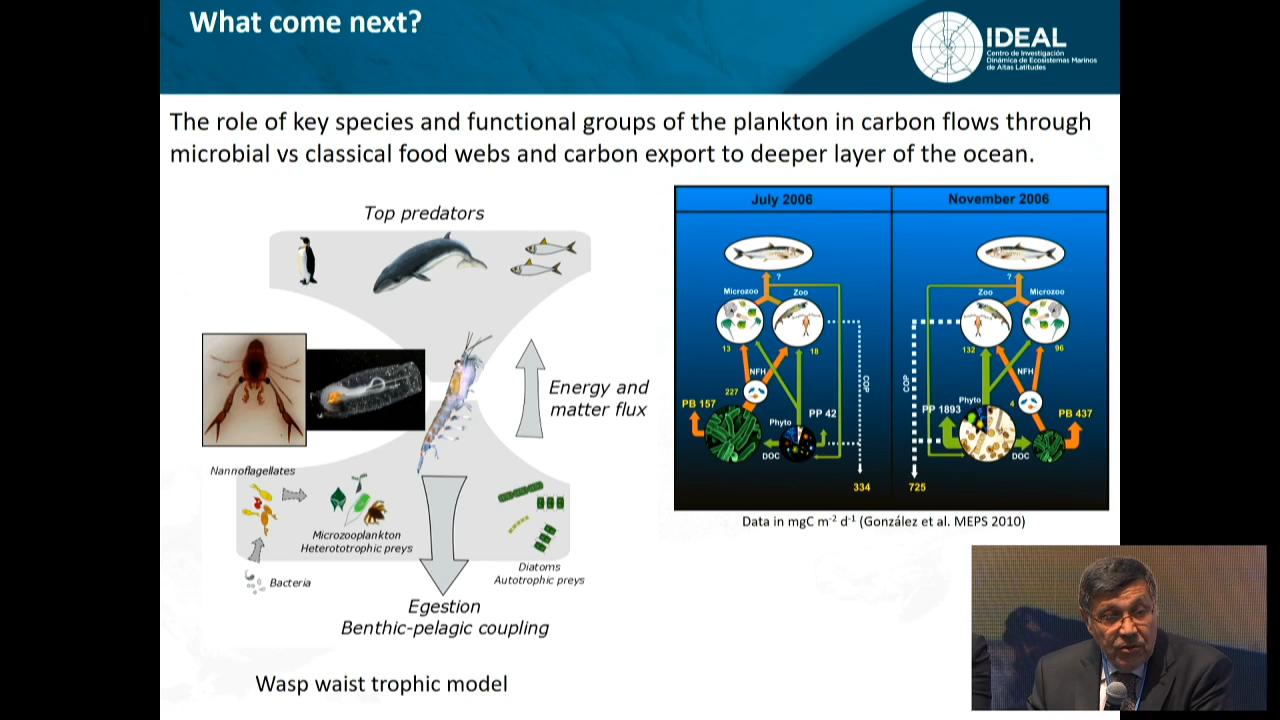 What come next?
IDEAL
Centro de Investigación
Dinámica de Ecosistemas Marinos
de Altas Latitudes
The role of key species and functional groups of the plankton in carbon flows through
microbial vs classical food webs and carbon export to deeper layer of the ocean.
Top predators
Energy and
matter flux
Nannoflagellates
Microzooplankton
Heterototrophic preys
Bacteria
Diatoms
Autotrophic preys
Egestion
Benthic-pelagic coupling
Wasp waist trophic model
July 2006
?
Microzoo
Zoo
13
18
NFH
227
COP
PB 157
PP 42
Phyto
DOC
334
November 2006
?
Zoo
Microzoo
132
96
COP
NFH
4
Phyto
PP 1893
PB 437
DOC
725
Data in mgC m-2 d-1 (González et al. MEPS 2010)